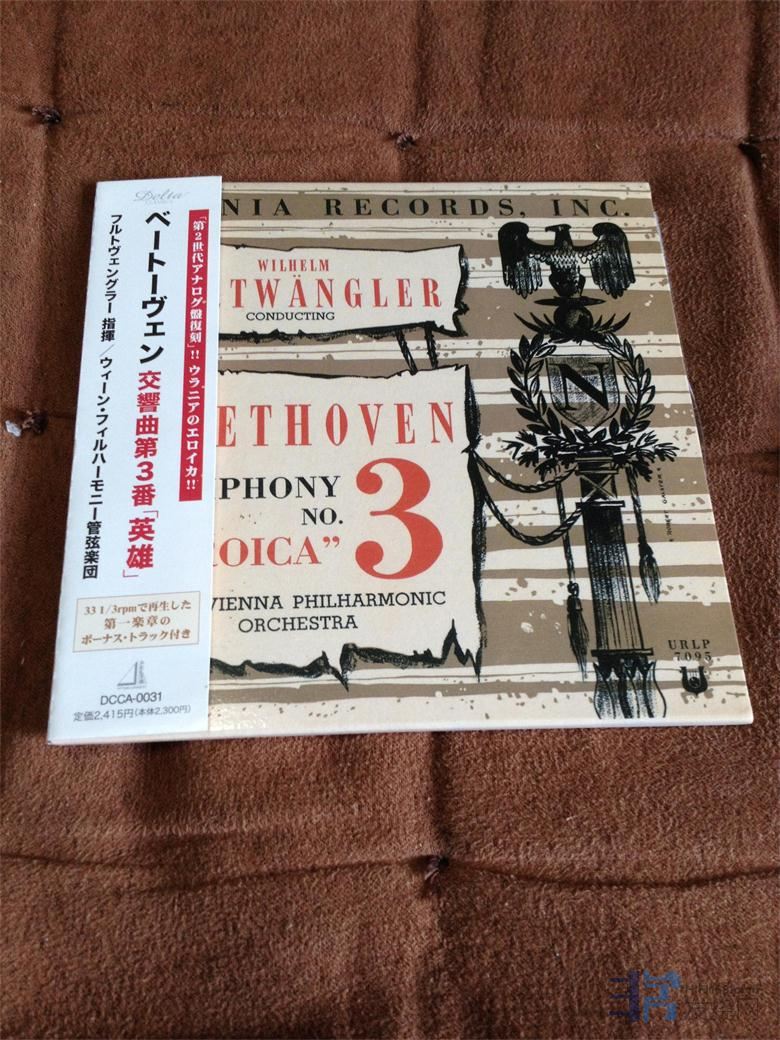 Delta
CLASSICS
「第2世代アナログ盤復刻」!! ウラニアのエロイカ!!
ベートーヴェン 交響曲第3番「英雄」
フルトヴェングラー 指揮／ウィーン・フィルハーモニー管弦楽団
33 1/3rpmで再生した
第一楽章の
ボーナス・トラック付き
DCCA-0031
定価2,415円(本体2,300円)
NIA RECORDS, INC.
WILHELM
TWÄNGLER
CONDUCTING
ETHOVEN
PHONY
NO.
3
OICA”
VIENNA PHILHARMONIC
ORCHESTRA
N
URLP
7095